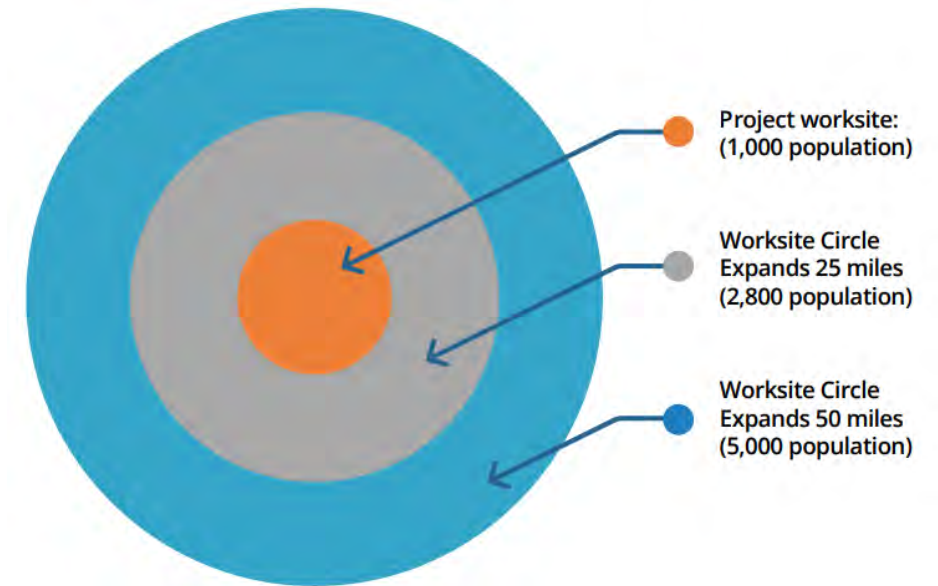 Project worksite:
(1,000 population)
Worksite Circle
Expands 25 miles
(2,800 population)
Worksite Circle
Expands 50 miles
(5,000 population)